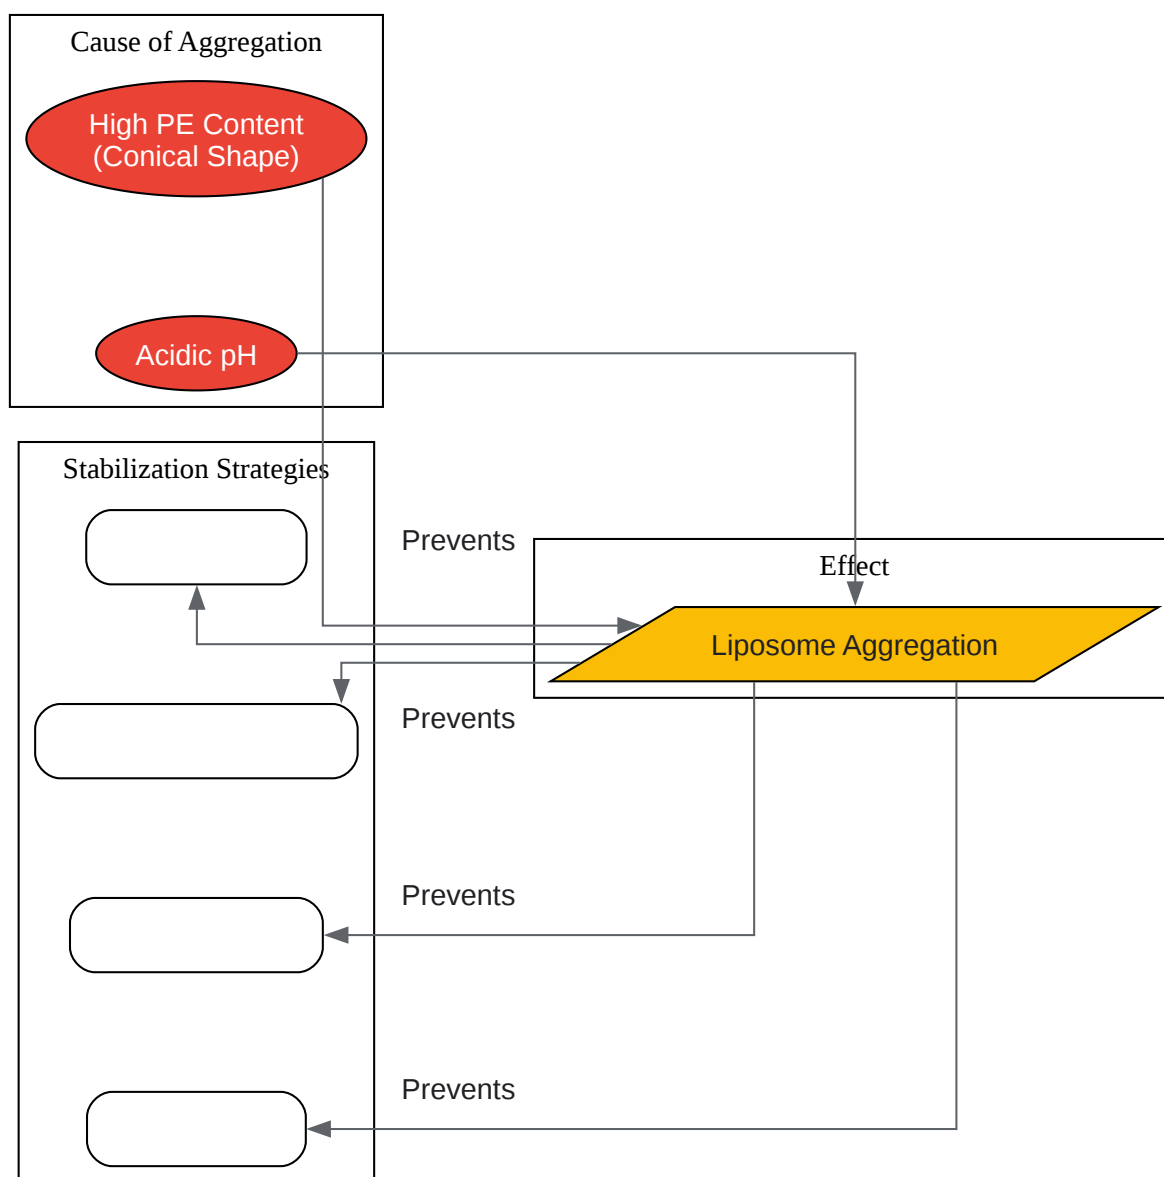 Cause of Aggregation
High PE Content
(Conical Shape)
Acidic pH
Stabilization Strategies
Prevents
Effect
Liposome Aggregation
Prevents
Prevents
Prevents